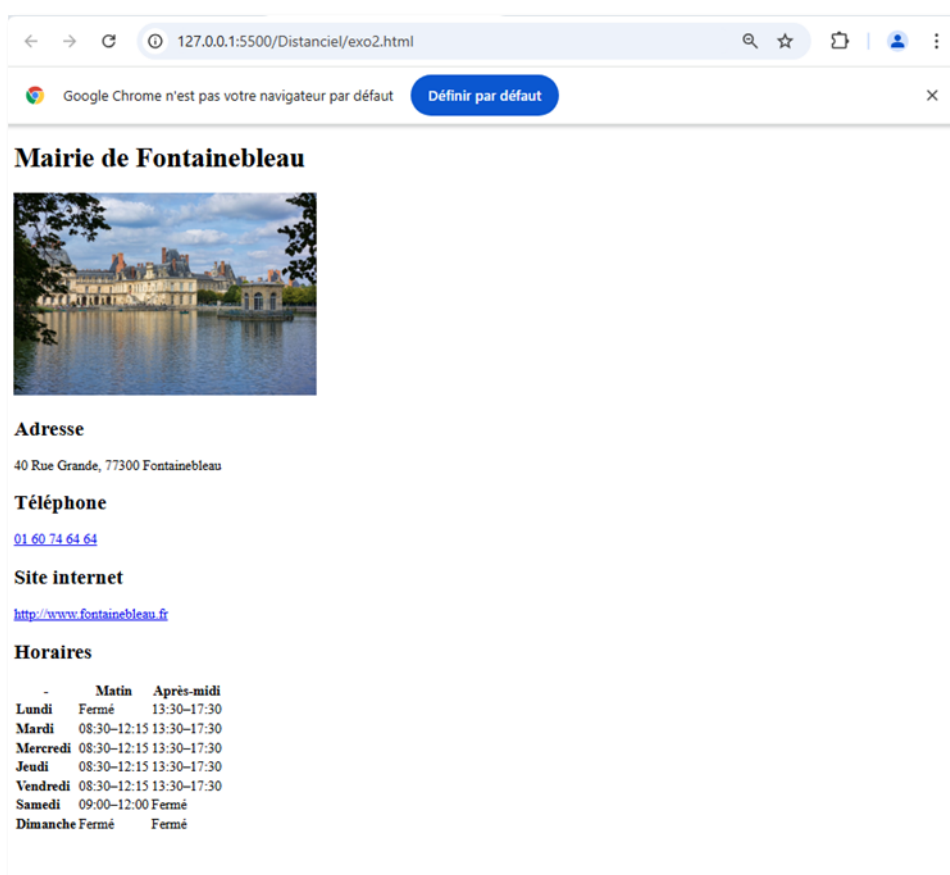 127.0.0.1:5500/Distanciel/exo2.html
Google Chrome n'est pas votre navigateur par défaut Définir par défaut
Mairie de Fontainebleau
Adresse
40 Rue Grande, 77300 Fontainebleau
Téléphone
01 60 74 64 64
Site internet
http://www.fontainebleau.fr
Horaires
- Matin Après-midi
Lundi Fermé 13:30–17:30
Mardi 08:30–12:15 13:30–17:30
Mercredi 08:30–12:15 13:30–17:30
Jeudi 08:30–12:15 13:30–17:30
Vendredi 08:30–12:15 13:30–17:30
Samedi 09:00–12:00 Fermé
Dimanche Fermé Fermé